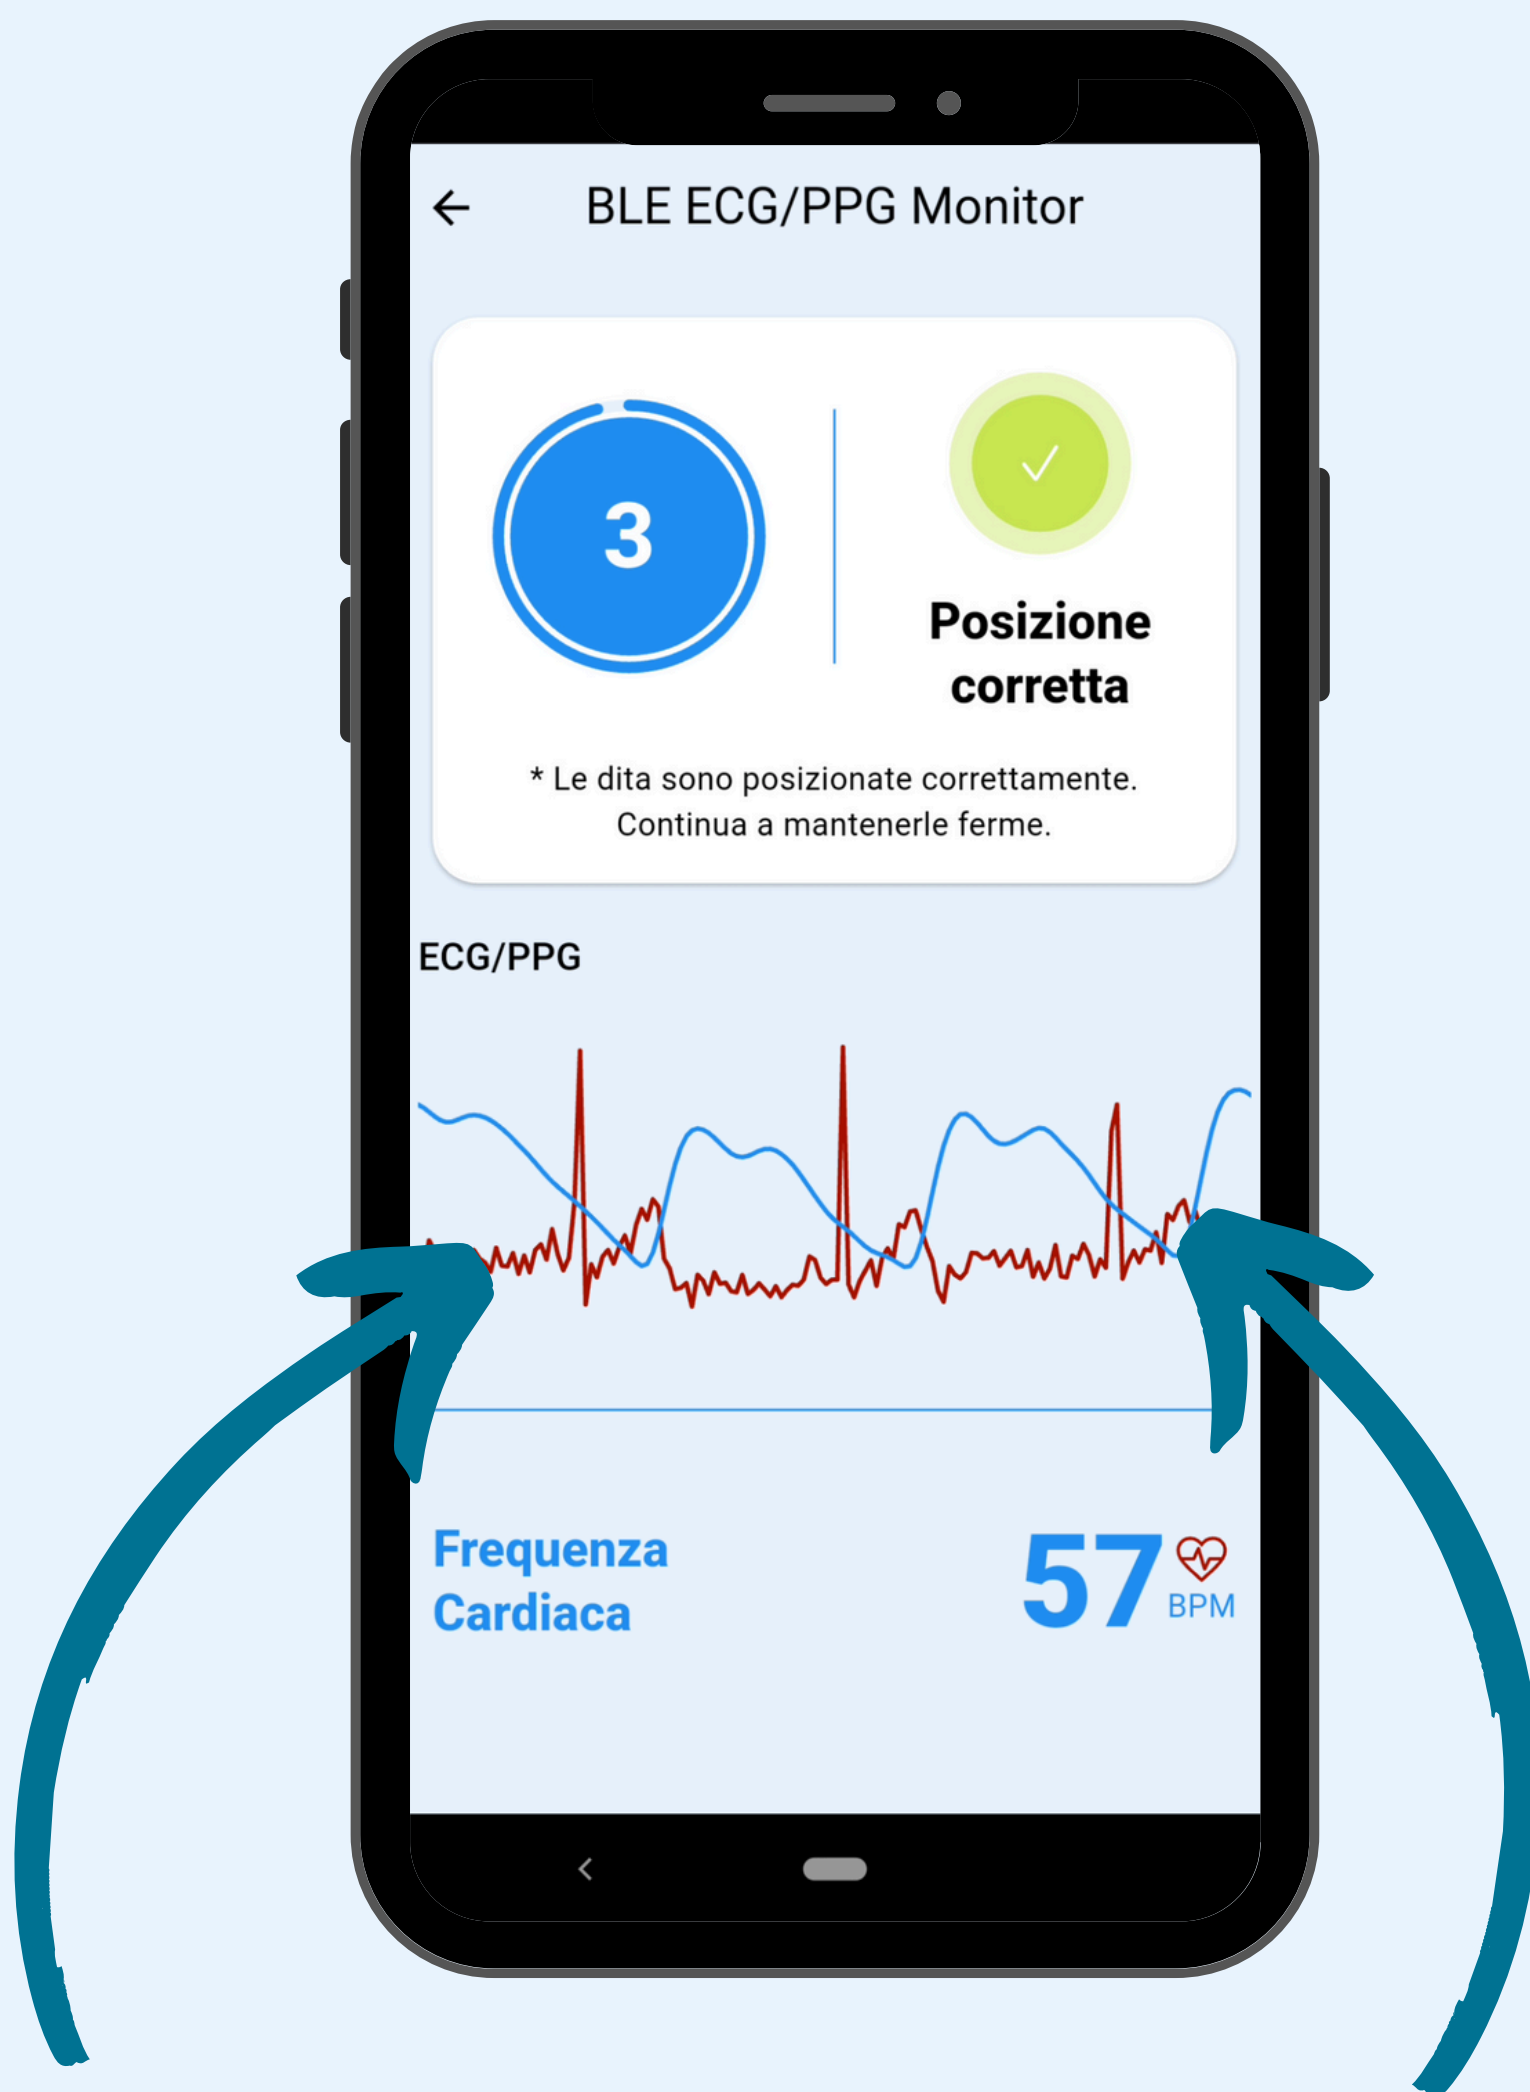 BLE ECG/PPG Monitor
3
Posizione
corretta
* Le dita sono posizionate correttamente.
Continua a mantenerle ferme.
ECG/PPG
Frequenza
Cardiaca
57
BPM